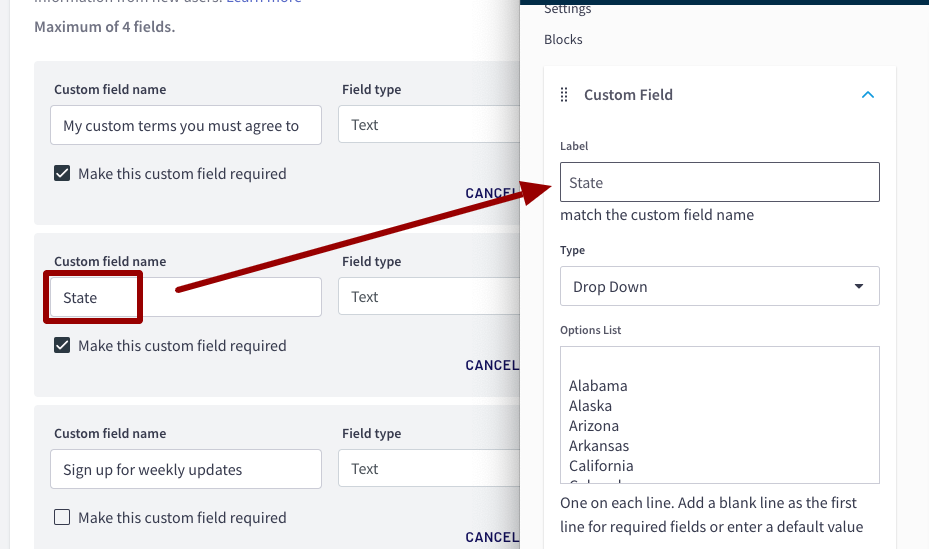 information from new users. Learn more
Maximum of 4 fields.
Custom field name
Field type
My custom terms you must agree to
Text
Make this custom field required
CANCEL
Custom field name
Field type
State
Text
Make this custom field required
CANCEL
Custom field name
Field type
Sign up for weekly updates
Text
Make this custom field required
CANCEL
Settings
Blocks
Custom Field
Label
State
match the custom field name
Type
Drop Down
Options List
Alabama
Alaska
Arizona
Arkansas
California
One on each line. Add a blank line as the first
line for required fields or enter a default value